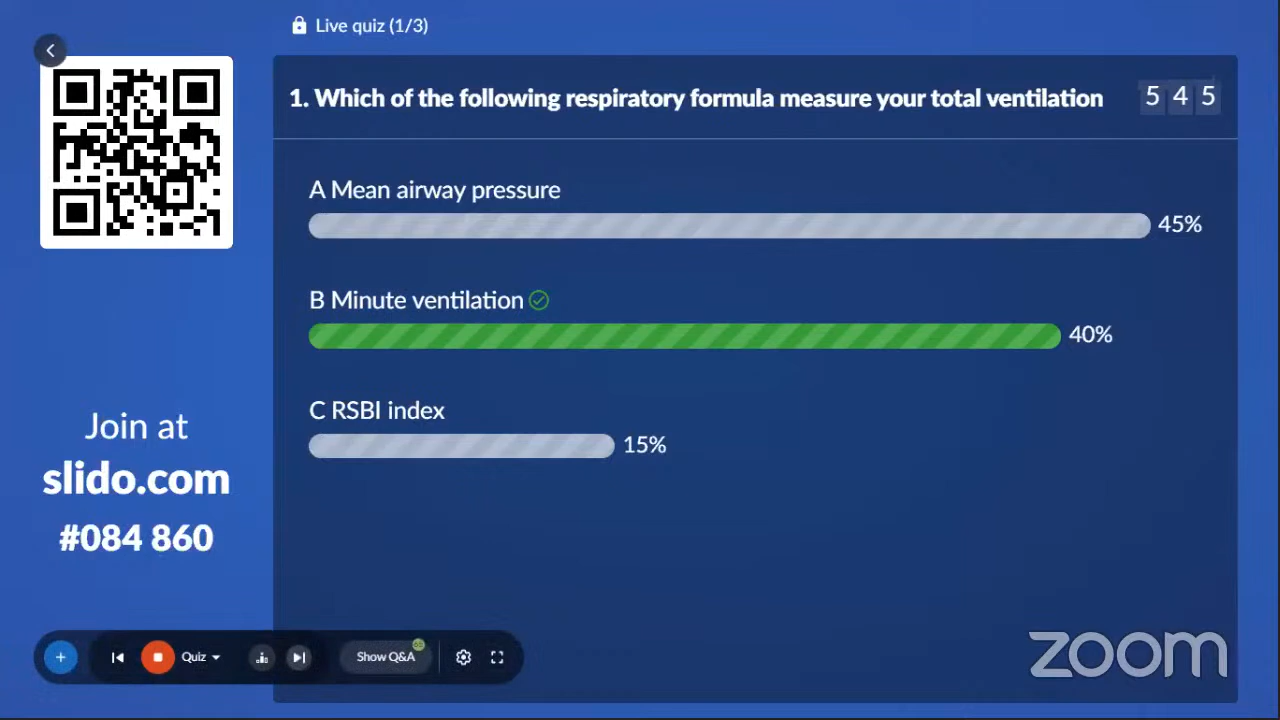 Live quiz (1/3)
1. Which of the following respiratory formula measure your total ventilation
5 4 5
A Mean airway pressure
45%
B Minute ventilation
40%
C RSBI index
15%
Join at
slido.com
#084 860
Quiz
Show Q&A
zoom